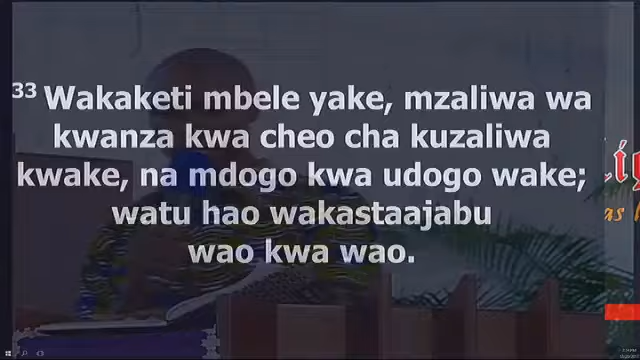 33 Wakaketi mbele yake, mzaliwa wa
kwanza kwa cheo cha kuzaliwa
kwake, na mdogo kwa udogo wake;
watu hao wakastaajabu
wao kwa wao.